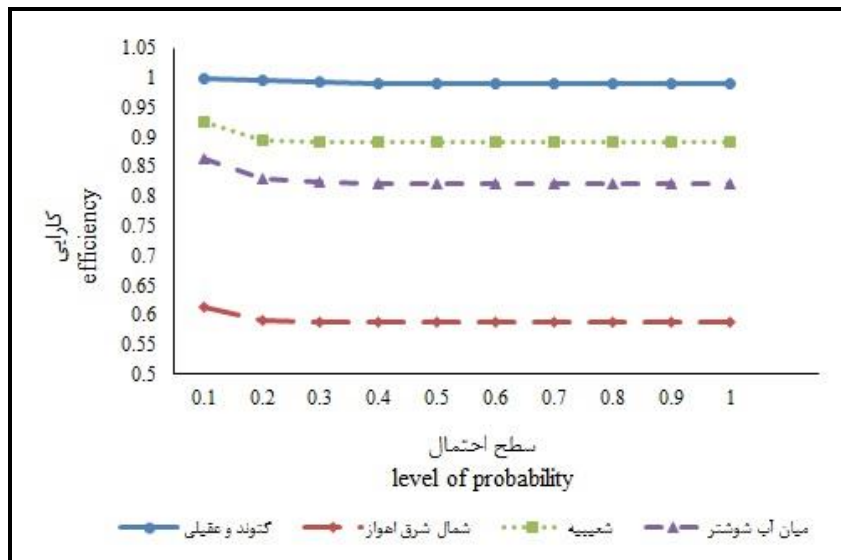 1.05
1
0.95
0.9
0.85
0.8
0.75
0.7
0.65
0.6
0.55
0.5
کارایی
efficiency
0.1 0.2 0.3 0.4 0.5 0.6 0.7 0.8 0.9 1
سطح احتمال
level of probability
گتوند و عقیلی شمال شرق اهواز شعیبیه میان آب شوشتر